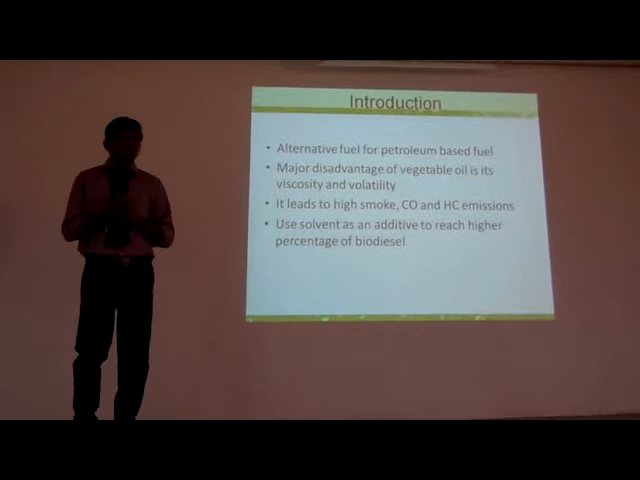 Introduction
• Alternative fuel for petroleum based fuel
• Major disadvantage of vegetable oil is its
viscosity and volatility
• It leads to high smoke, CO and HC emissions
• Use solvent as an additive to reach higher
percentage of biodiesel